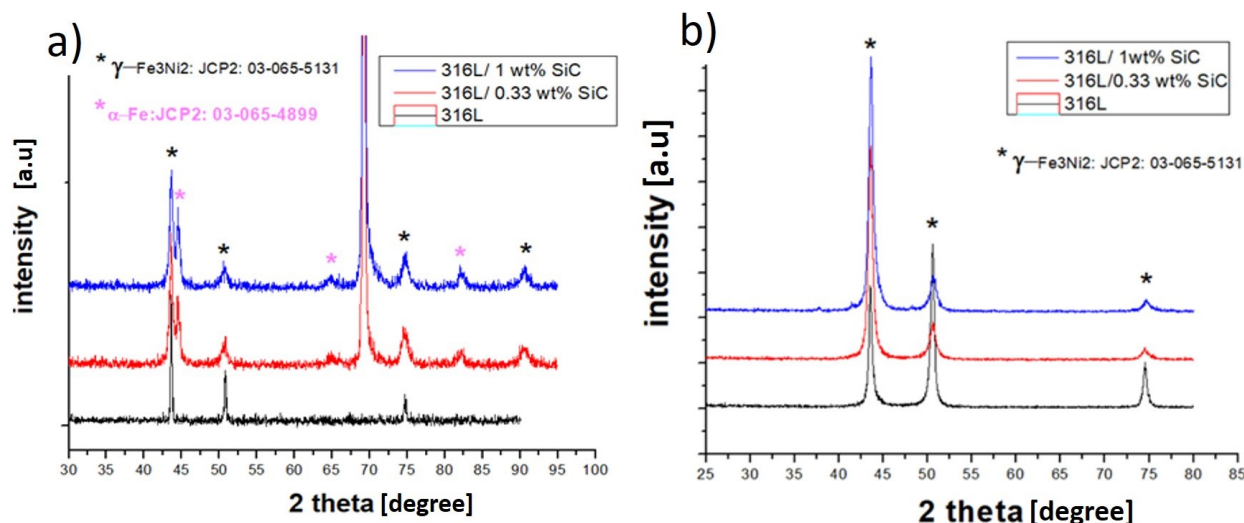 a)
* γ–Fe3Ni2: JCP2: 03-065-5131
* α–Fe:JCP2: 03-065-4899
316L/ 1 wt% SiC
316L/ 0.33 wt% SiC
316L
*
*
*
*
*
*
*
intensity [a.u]
30 35 40 45 50 55 60 65 70 75 80 85 90 95 100
2 theta [degree]
b)
316L/ 1wt% SiC
316L/0.33 wt% SiC
316L
* γ–Fe3Ni2: JCP2: 03-065-5131
*
*
*
intensity [a.u]
25 30 35 40 45 50 55 60 65 70 75 80 85
2 theta [degree]